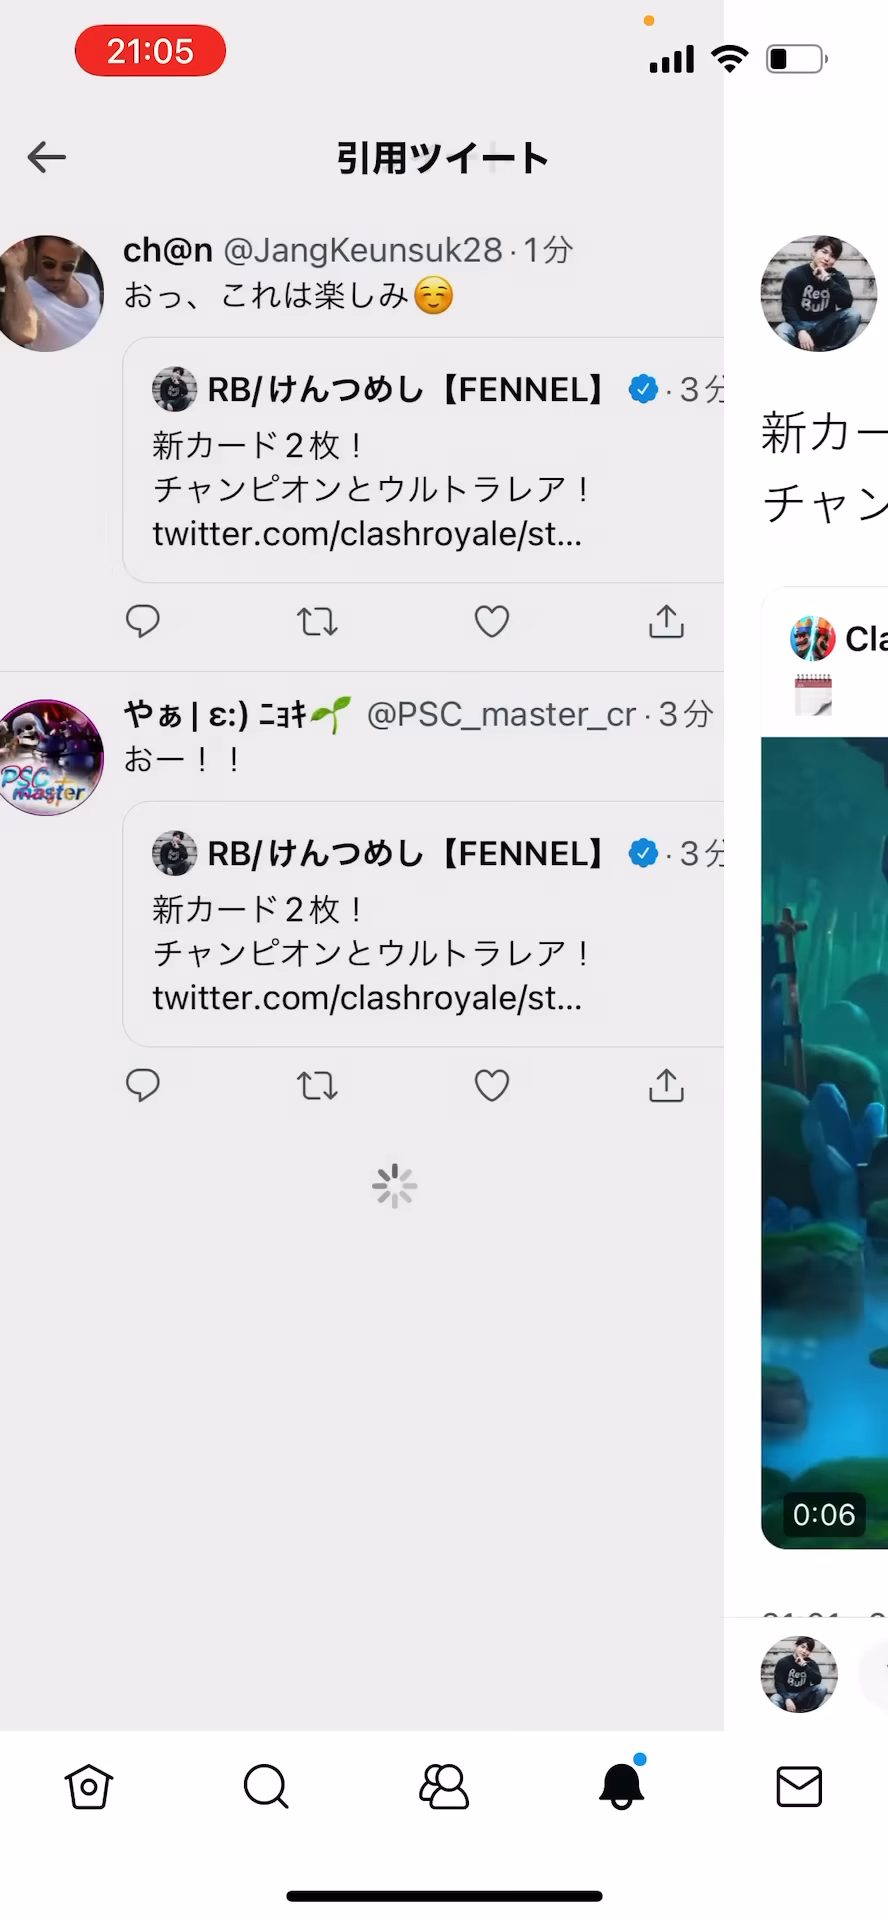 21:05
引用ツイート
ch@n @JangKeunsuk28 · 1分
おっ、これは楽しみ☺️
RB/けんつめし【FENNEL】 · 3分
新カード2枚！
チャンピオンとウルトラレア！
twitter.com/clashroyale/st...
やぁ | ε:) ﾆｮｷ🌱 @PSC_master_cr · 3分
おー！！
PSC
master
RB/けんつめし【FENNEL】 · 3分
新カード2枚！
チャンピオンとウルトラレア！
twitter.com/clashroyale/st...
Red
Bull
新カー
チャン
Cla
0:06
Red
Bull